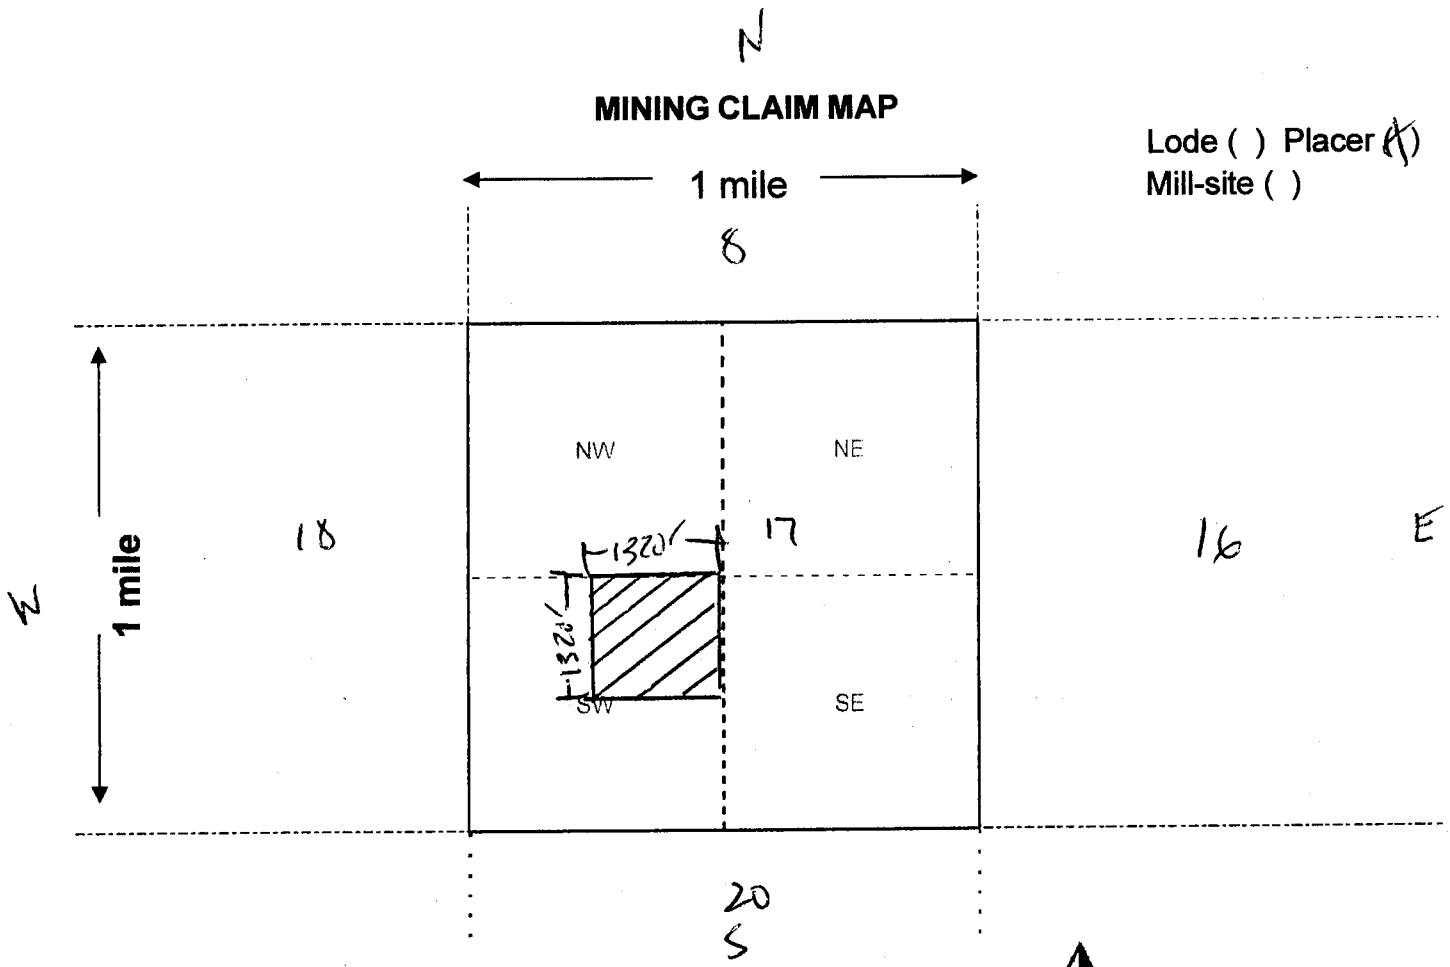 N
MINING CLAIM MAP
Lode ( ) Placer (X)
Mill-site ( )
1 mile
8
NW
NE
18
1320'
17
16
E
W
1 mile
1320'
SW
SE
20
S